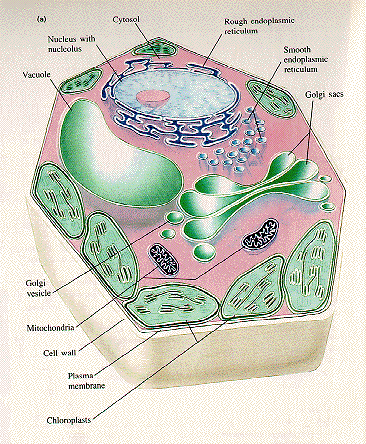 (a)
Cytosol
Rough endoplasmic
reticulum
Nucleus with
nucleolus
Smooth
endoplasmic
reticulum
Vacuole
Golgi sacs
Golgi
vesicle
Mitochondria
Cell wall
Plasma
membrane
Chloroplasts